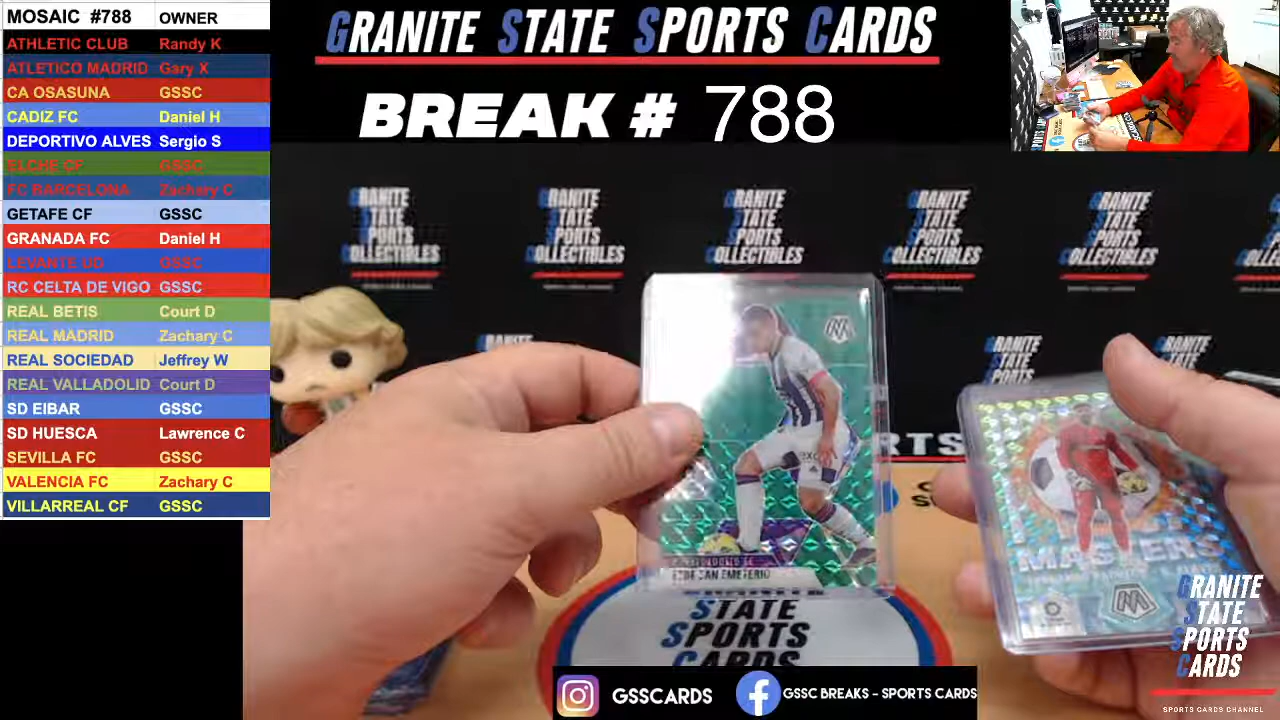 MOSAIC #788 OWNER
ATHLETIC CLUB Randy K
ATLETICO MADRID Gary X
CA OSASUNA GSSC
CADIZ FC Daniel H
DEPORTIVO ALVES Sergio S
ELCHE CF GSSC
FC BARCELONA Zachary C
GETAFE CF GSSC
GRANADA FC Daniel H
LEVANTE UD GSSC
RC CELTA DE VIGO GSSC
REAL BETIS Court D
REAL MADRID Zachary C
REAL SOCIEDAD Jeffrey W
REAL VALLADOLID Court D
SD EIBAR GSSC
SD HUESCA Lawrence C
SEVILLA FC GSSC
VALENCIA FC Zachary C
VILLARREAL CF GSSC
GRANITE STATE SPORTS CARDS
BREAK # 788
GRANITE
STATE
SPORTS
COLLECTIBLES
GRANITE
STATE
SPORTS
COLLECTIBLES
GRANITE
STATE
SPORTS
COLLECTIBLES
GRANITE
STATE
SPORTS
COLLECTIBLES
GRANITE
STATE
SPORTS
COLLECTIBLES
SAN EMETERIO
STATE
SPORTS
CARDS
GSSCARDS
GSSC BREAKS - SPORTS CARDS
GRANITE
STATE
SPORTS
CARDS
SPORTS CARDS CHANNEL